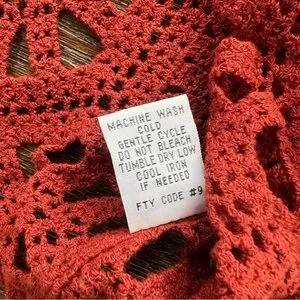 MACHINE WASH
COLD
GENTLE CYCLE
DO NOT BLEACH
TUMBLE DRY LOW
COOL IRON
IF NEEDED
FTY CODE #9